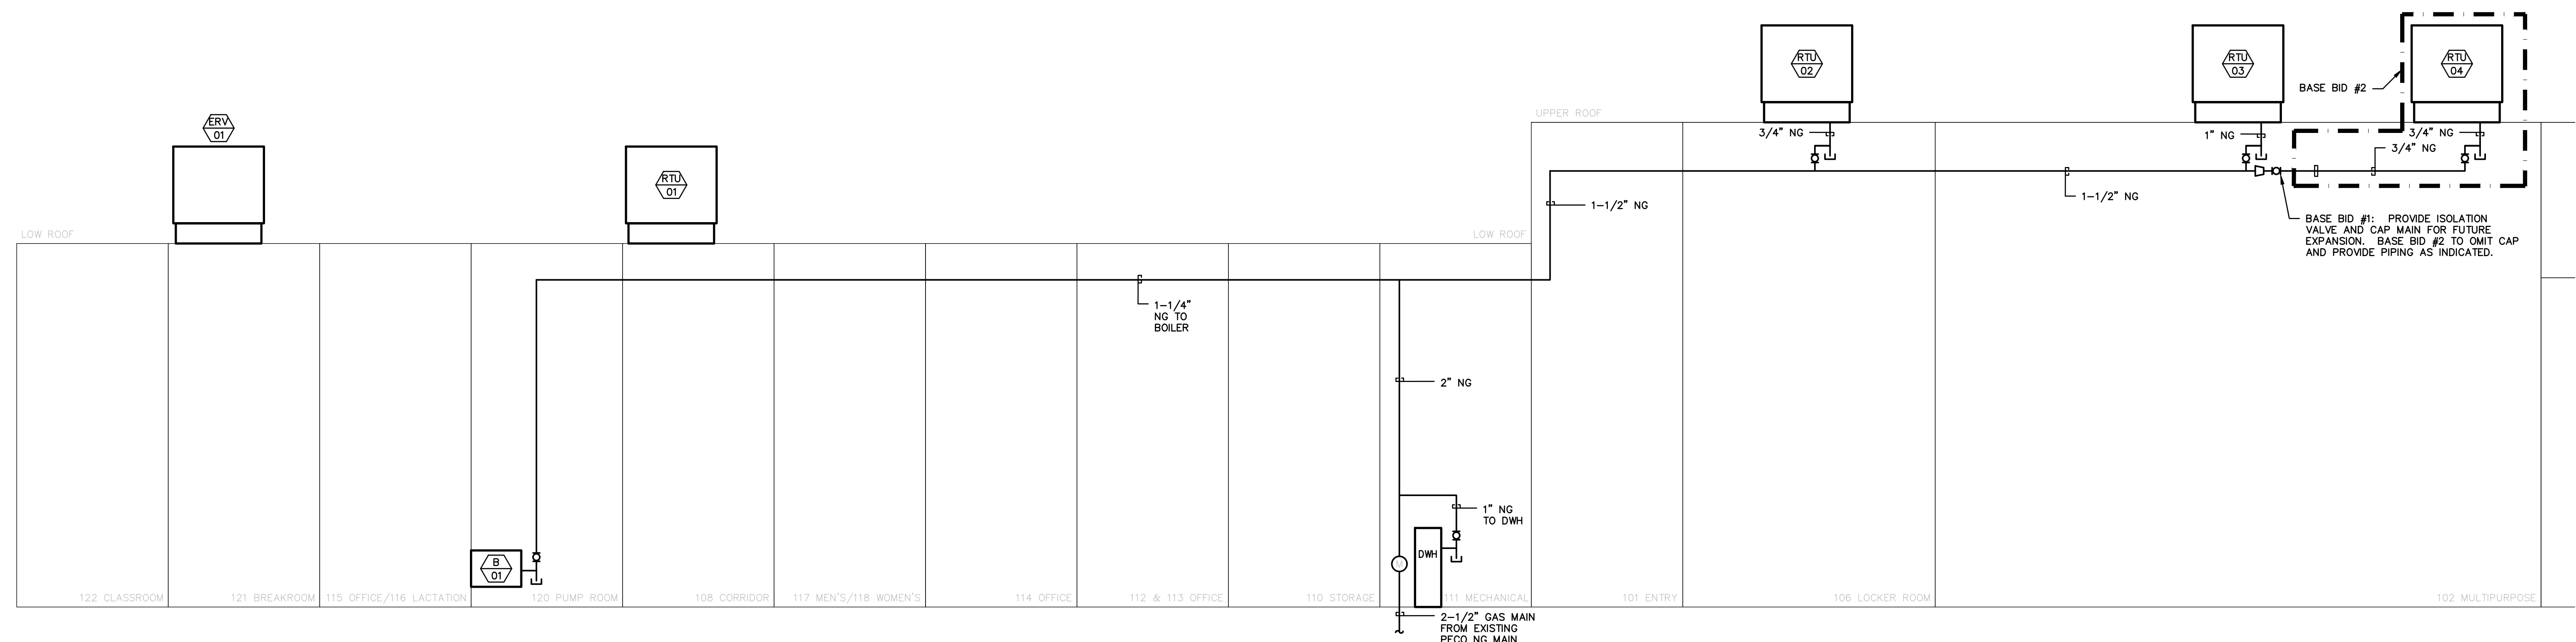 RTU
02
RTU
03
RTU
04
BASE BID #2
UPPER ROOF
3/4" NG
1" NG
3/4" NG
3/4" NG
ERV
01
RTU
01
1-1/2" NG
1-1/2" NG
BASE BID #1: PROVIDE ISOLATION
VALVE AND CAP MAIN FOR FUTURE
EXPANSION. BASE BID #2 TO OMIT CAP
AND PROVIDE PIPING AS INDICATED.
LOW ROOF
LOW ROOF
1-1/4"
NG TO
BOILER
2" NG
1" NG
TO DWH
DWH
M
B
01
122 CLASSROOM
121 BREAKROOM
115 OFFICE/116 LACTATION
120 PUMP ROOM
108 CORRIDOR
117 MEN'S/118 WOMEN'S
114 OFFICE
112 & 113 OFFICE
110 STORAGE
111 MECHANICAL
101 ENTRY
106 LOCKER ROOM
102 MULTIPURPOSE
2-1/2" GAS MAIN
FROM EXISTING
PECO NG MAIN